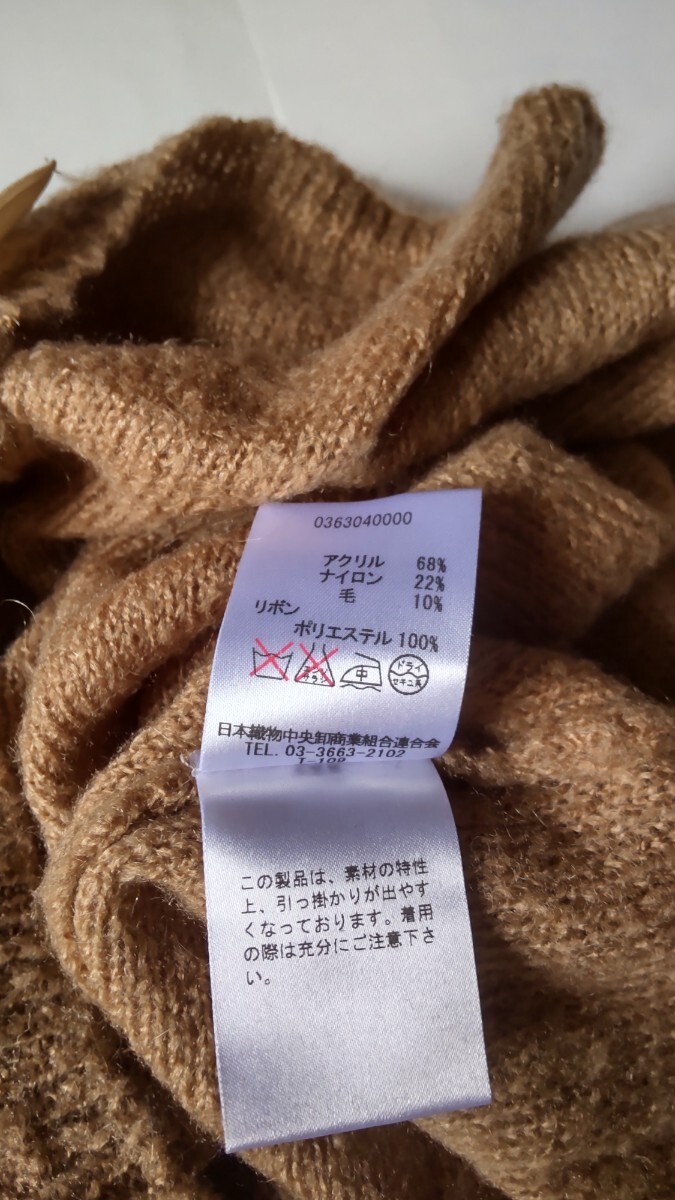 0363040000
アクリル 68%
ナイロン 22%
毛 10%
リボン
ポリエステル 100%
中
ドライ
セキユ系
日本織物中央卸商業組合連合会
TEL. 03-3663-2102
この製品は、素材の特性
上、引っ掛かりが出やす
くなっております。着用
の際は充分にご注意下さ
い。